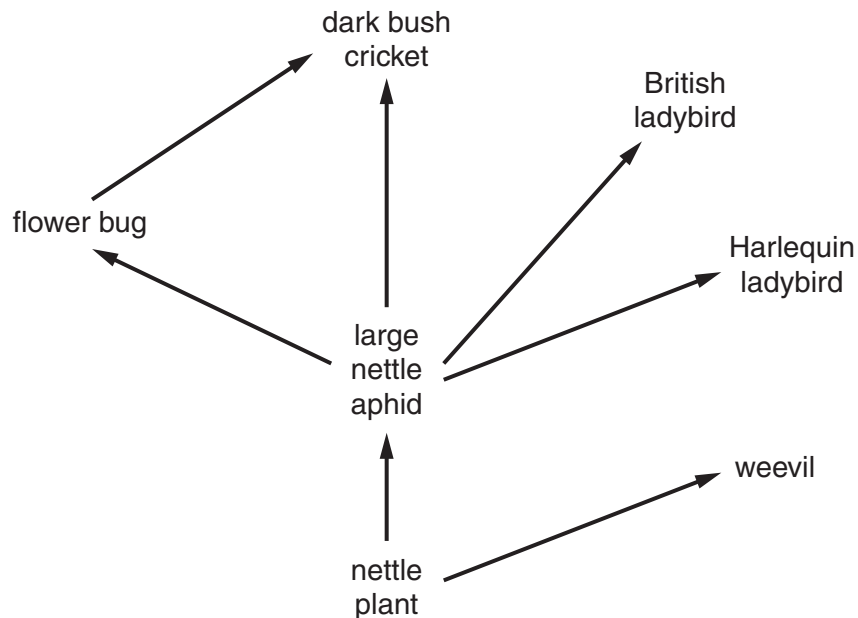 dark bush
cricket
British
ladybird
flower bug
Harlequin
ladybird
large
nettle
aphid
weevil
nettle
plant